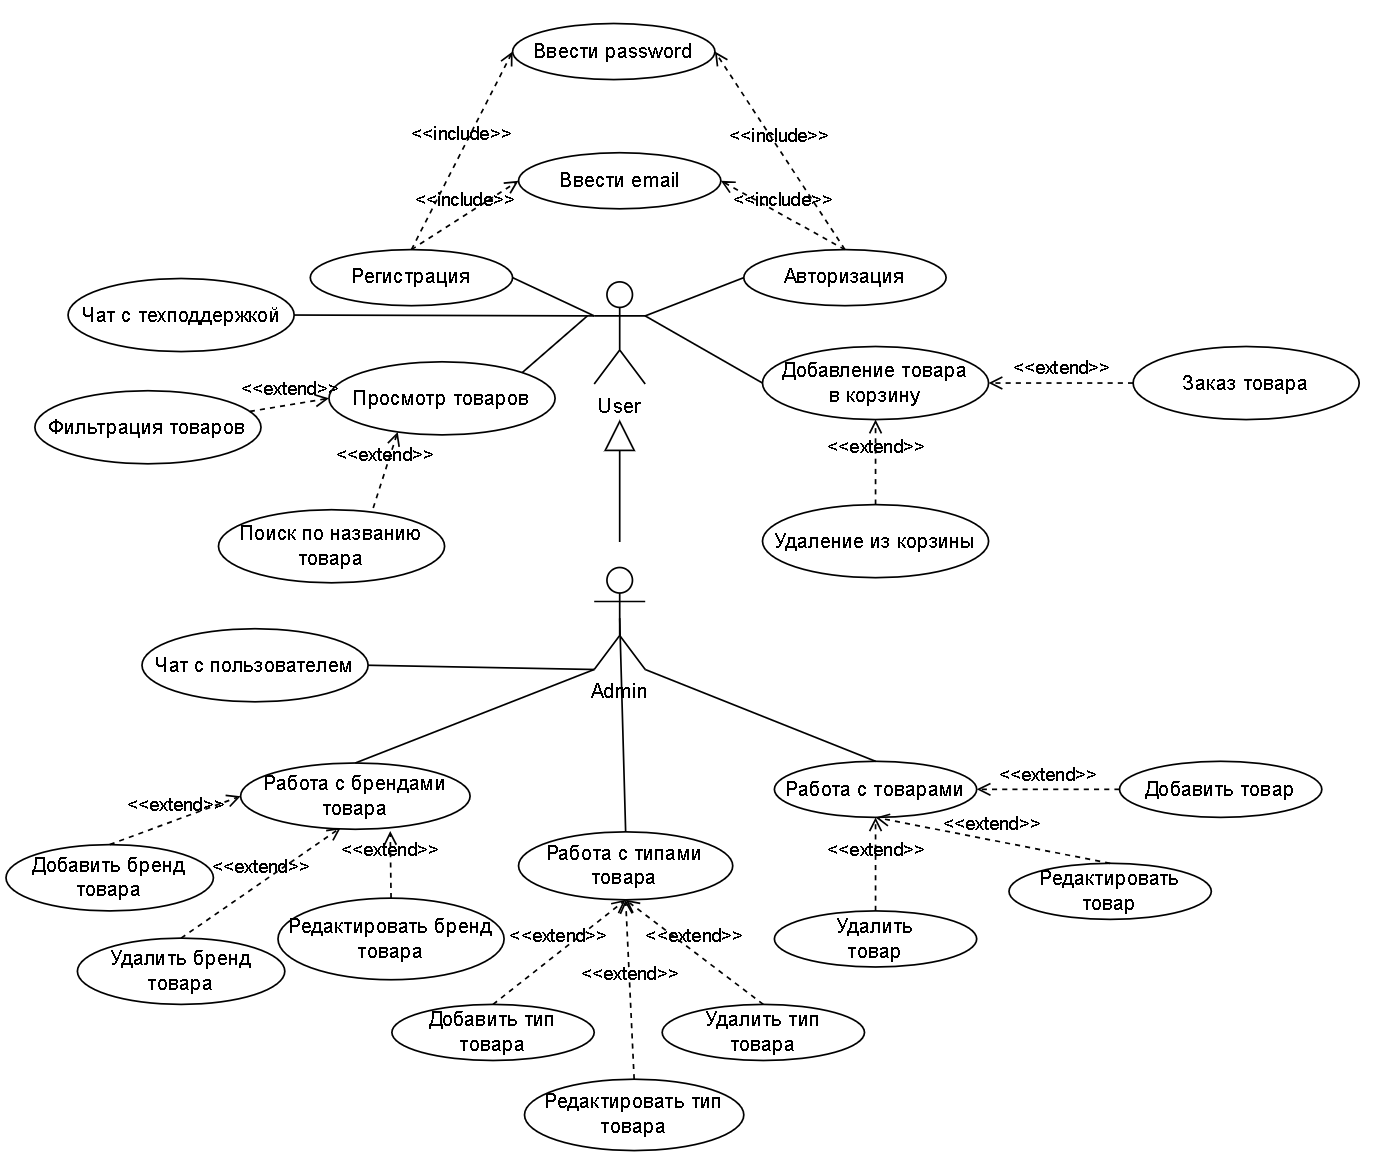 Ввести password
<<include>>
<<include>>
Ввести email
<<include>>
<<include>>
Регистрация
Авторизация
Чат с техподдержкой
Добавление товара
в корзину
<<extend>>
Заказ товара
<<extend>>
Просмотр товаров
User
Фильтрация товаров
<<extend>>
<<extend>>
Поиск по названию
товара
Удаление из корзины
Чат с пользователем
Admin
Работа с брендами
товара
Работа с товарами
<<extend>>
Добавить товар
<<extend>>
<<extend>>
<<extend>>
<<extend>>
Работа с типами
товара
Добавить бренд
товара
<<extend>>
Редактировать
товар
Редактировать бренд
товара
Удалить
товар
<<extend>>
<<extend>>
Удалить бренд
товара
<<extend>>
Добавить тип
товара
Удалить тип
товара
Редактировать тип
товара